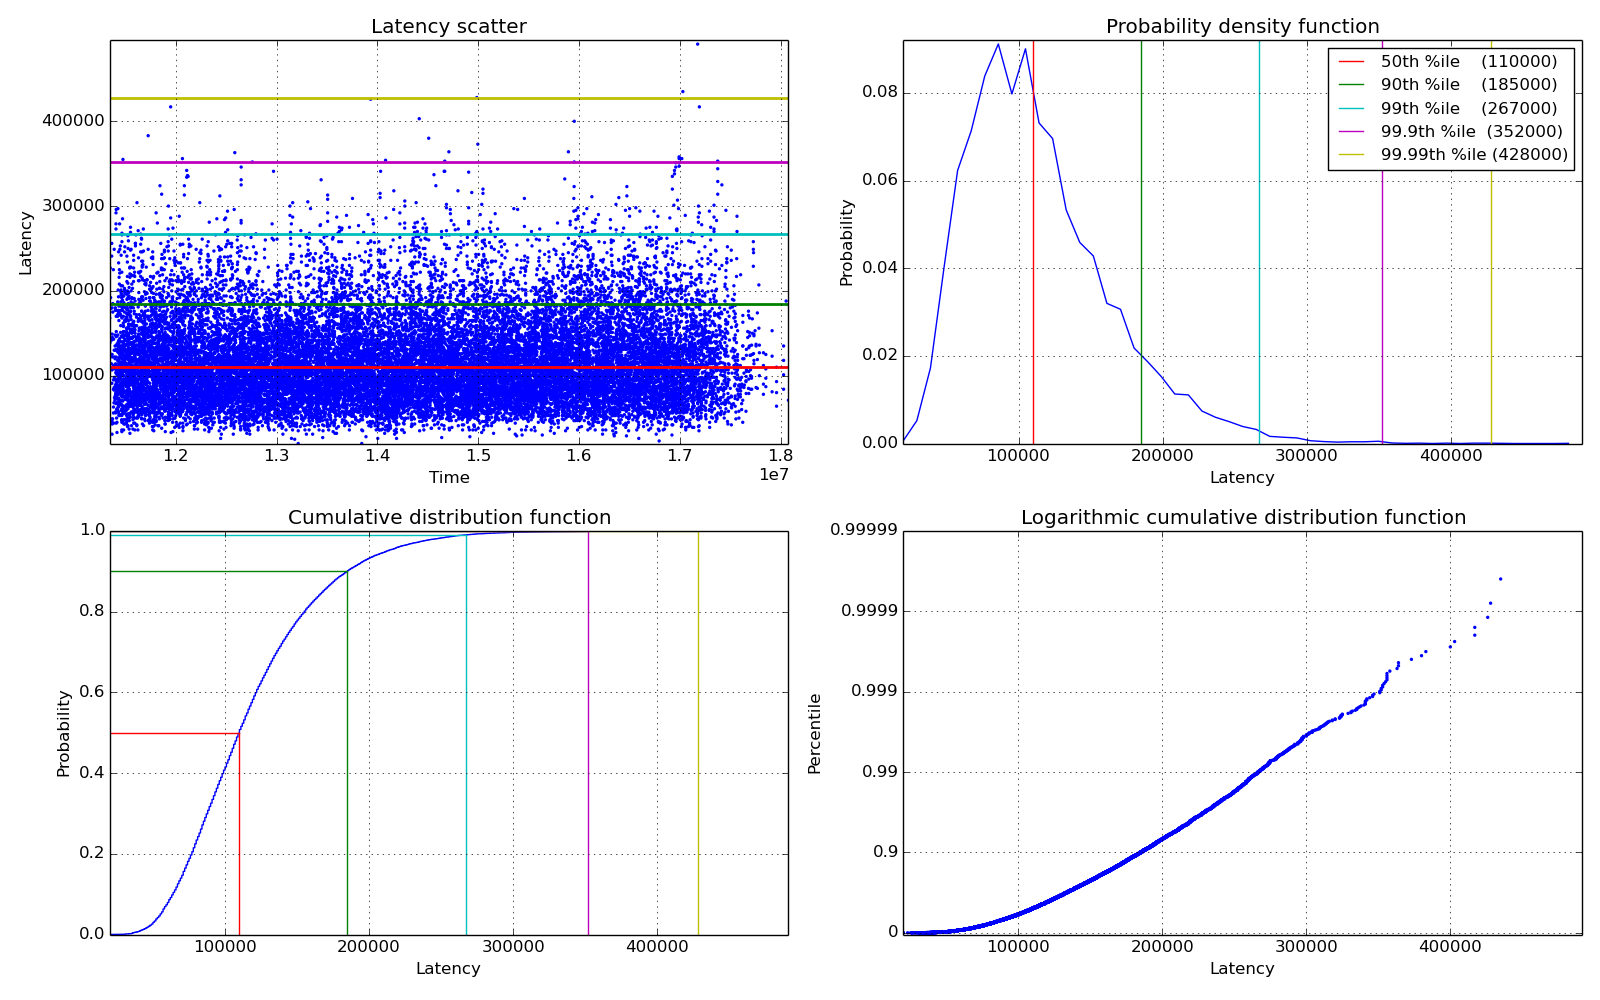 Latency scatter
Latency
400000
300000
200000
100000
1.2 1.3 1.4 1.5 1.6 1.7 1.8
1e7
Time
Probability density function
Probability
0.08
0.06
0.04
0.02
0.00
50th %ile (110000)
90th %ile (185000)
99th %ile (267000)
99.9th %ile (352000)
99.99th %ile (428000)
100000 200000 300000 400000
Latency
Cumulative distribution function
Probability
1.0
0.8
0.6
0.4
0.2
0.0
100000 200000 300000 400000
Latency
Logarithmic cumulative distribution function
Percentile
0.99999
0.9999
0.999
0.99
0.9
0
100000 200000 300000 400000
Latency